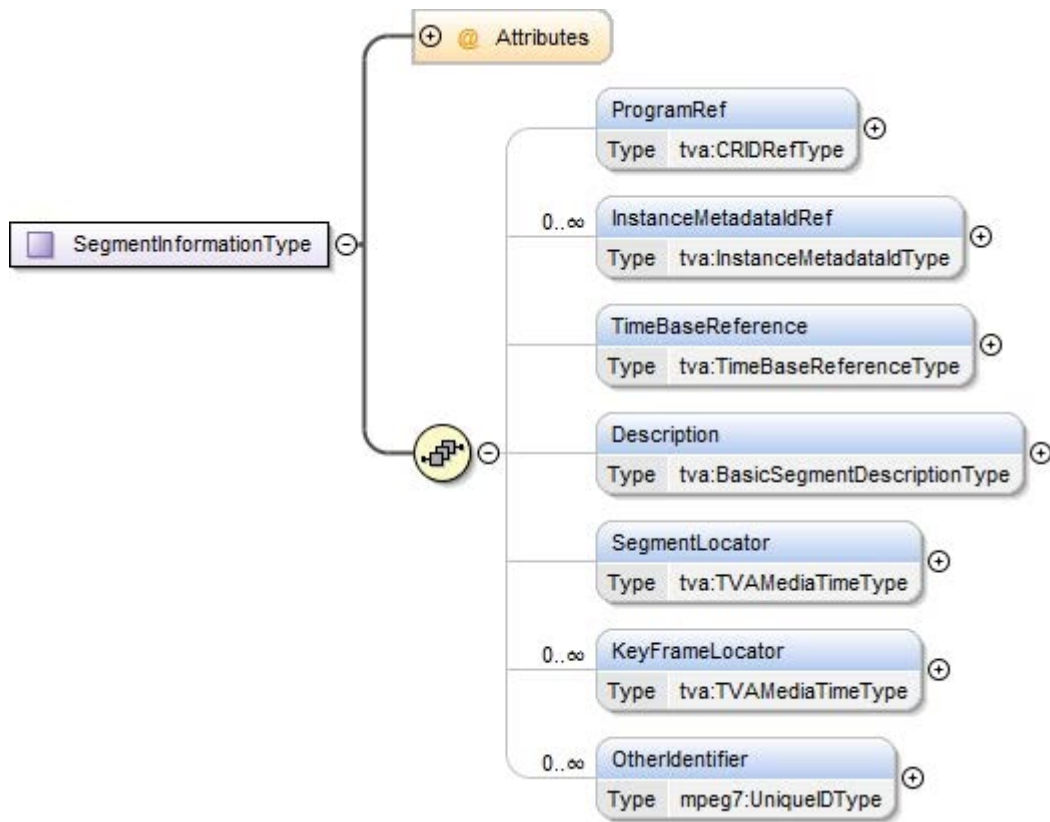 @ Attributes
ProgramRef
Type tva:CRIDRefType
0..∞
InstanceMetadataIdRef
Type tva:InstanceMetadataIdType
SegmentInformationType
TimeBaseReference
Type tva:TimeBaseReferenceType
Description
Type tva:BasicSegmentDescriptionType
SegmentLocator
Type tva:TVAMediaTimeType
0..∞
KeyFrameLocator
Type tva:TVAMediaTimeType
0..∞
OtherIdentifier
Type mpeg7:UniqueIDType